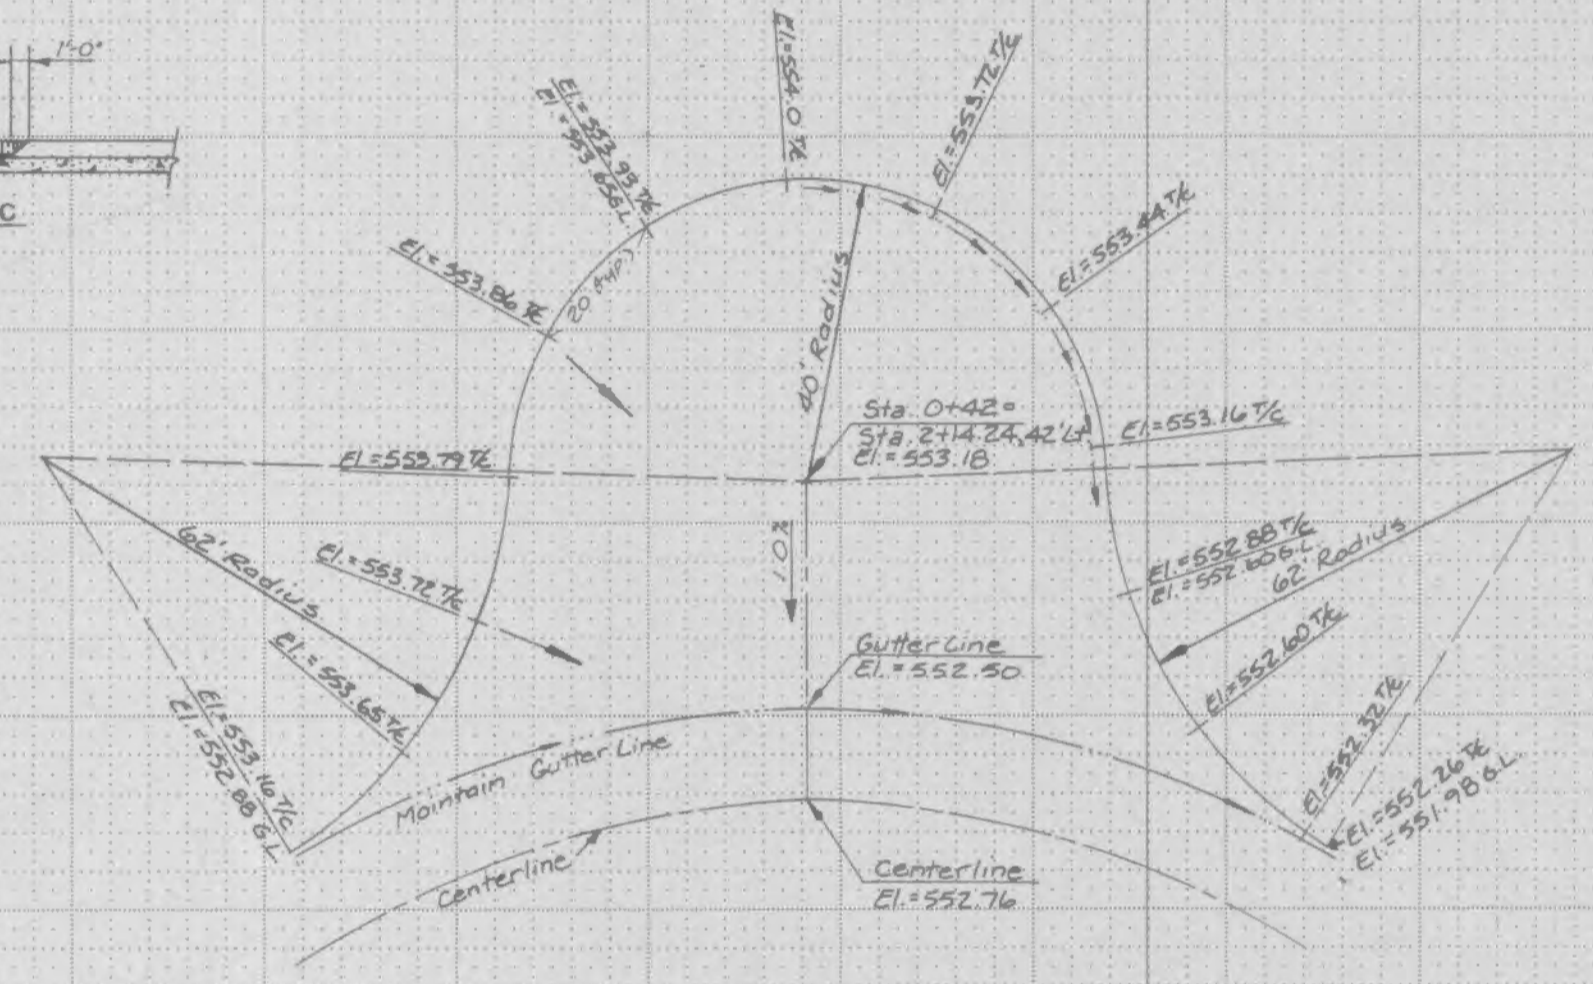 1'-0"
C
El.=554.0 T/C
El.=553.72 T/C
El.=553.93 T/C
El.=553.65 G.L.
El.=553.44 T/C
El.=553.86 T/C
20' (typ.)
40' Radius
Sta. 0+42=
Sta. 2+14.24, 42' Lt
El.=553.18
El.=553.16 T/C
El=553.79 T/C
62' Radius
El.=553.72 T/C
1.0%
El.=552.88 T/C
El.=552.60 G.L.
62' Radius
El.=553.65 T/C
Gutter Line
El.=552.50
El.=552.60 T/C
El.=553.16 T/C
El.=552.88 G.L.
Maintain Gutter Line
El=552.32 T/C
El.=552.26 T/C
El.=551.98 G.L.
Centerline
Centerline
El.=552.76